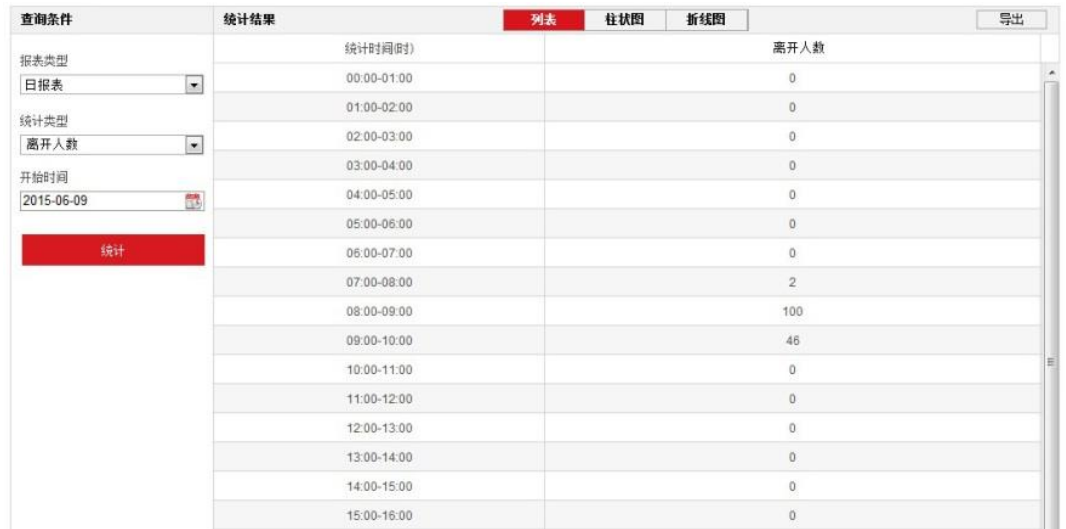 查询条件 统计结果 列表 柱状图 折线图 导出
报表类型
日报表
统计类型
离开人数
开始时间
2015-06-09
统计
统计时间(时) 离开人数
00:00-01:00 0
01:00-02:00 0
02:00-03:00 0
03:00-04:00 0
04:00-05:00 0
05:00-06:00 0
06:00-07:00 0
07:00-08:00 2
08:00-09:00 100
09:00-10:00 46
10:00-11:00 0
11:00-12:00 0
12:00-13:00 0
13:00-14:00 0
14:00-15:00 0
15:00-16:00 0